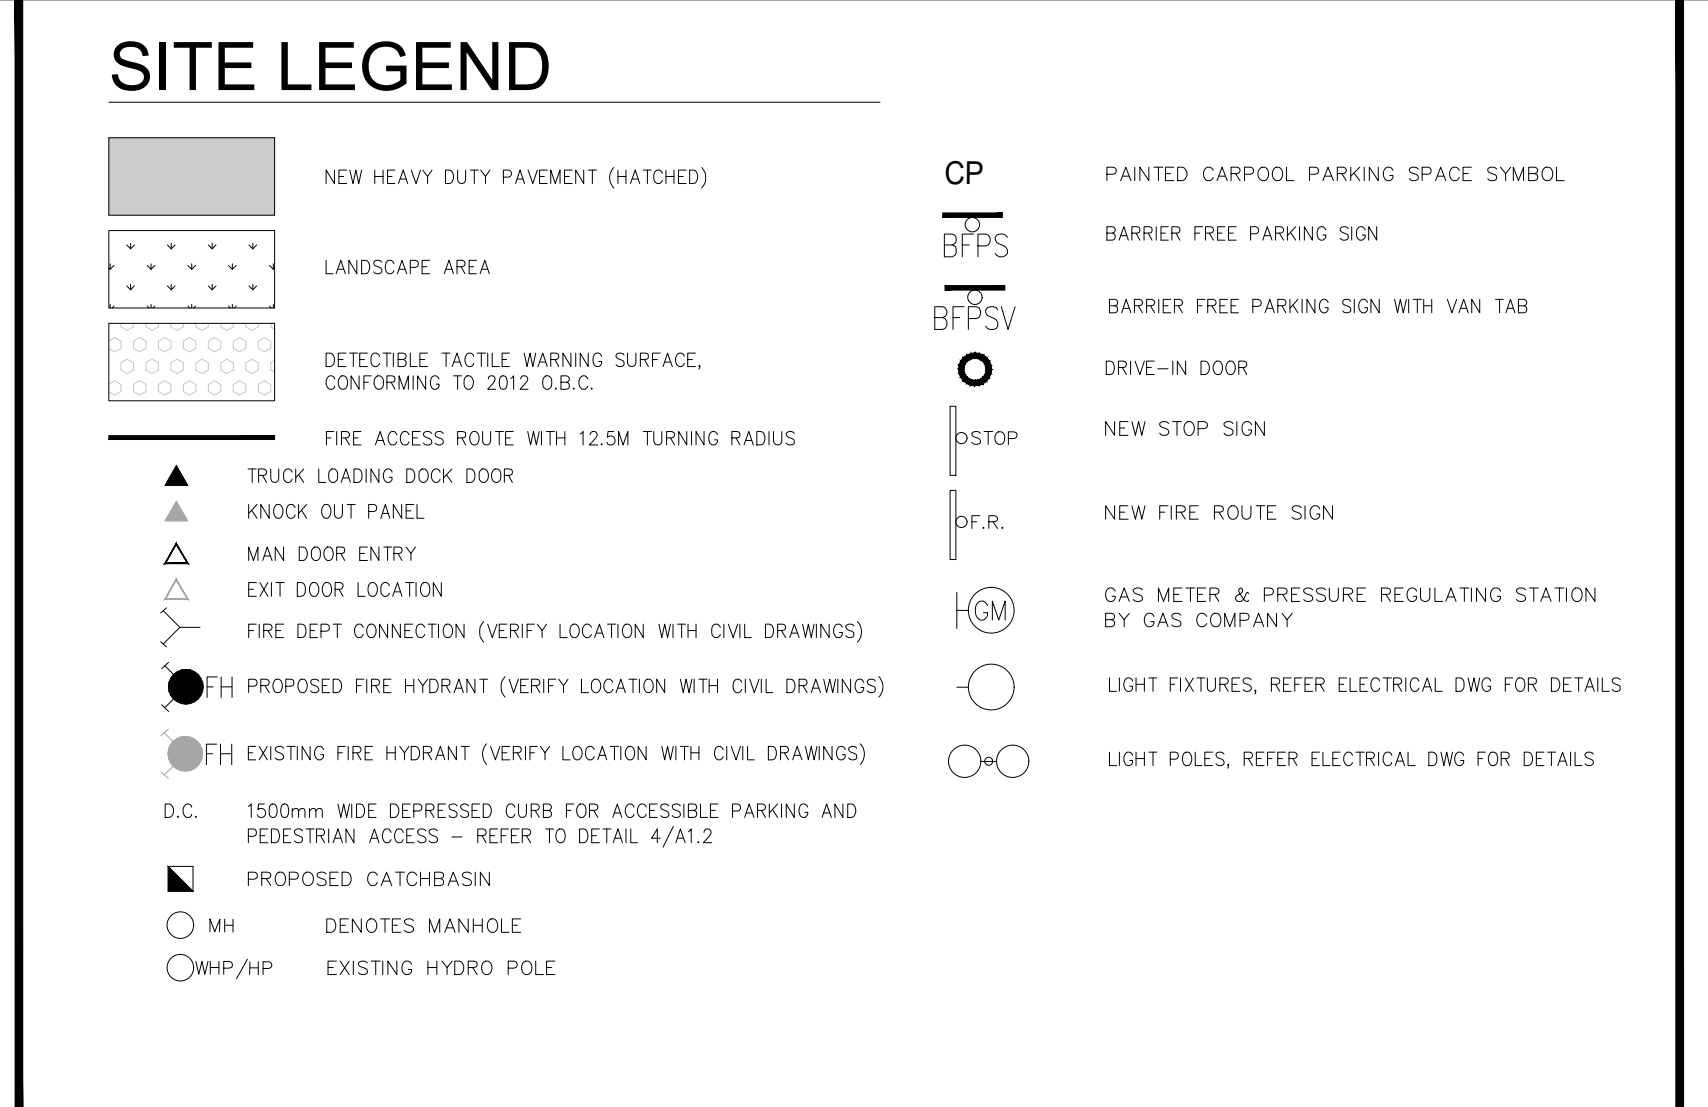 SITE LEGEND
NEW HEAVY DUTY PAVEMENT (HATCHED)
LANDSCAPE AREA
DETECTIBLE TACTILE WARNING SURFACE,
CONFORMING TO 2012 O.B.C.
FIRE ACCESS ROUTE WITH 12.5M TURNING RADIUS
TRUCK LOADING DOCK DOOR
KNOCK OUT PANEL
MAN DOOR ENTRY
EXIT DOOR LOCATION
FIRE DEPT CONNECTION (VERIFY LOCATION WITH CIVIL DRAWINGS)
FH PROPOSED FIRE HYDRANT (VERIFY LOCATION WITH CIVIL DRAWINGS)
FH EXISTING FIRE HYDRANT (VERIFY LOCATION WITH CIVIL DRAWINGS)
D.C. 1500mm WIDE DEPRESSED CURB FOR ACCESSIBLE PARKING AND
PEDESTRIAN ACCESS – REFER TO DETAIL 4/A1.2
PROPOSED CATCHBASIN
MH DENOTES MANHOLE
WHP/HP EXISTING HYDRO POLE
CP PAINTED CARPOOL PARKING SPACE SYMBOL
BFPS BARRIER FREE PARKING SIGN
BFPSV BARRIER FREE PARKING SIGN WITH VAN TAB
DRIVE–IN DOOR
STOP NEW STOP SIGN
F.R. NEW FIRE ROUTE SIGN
GM GAS METER & PRESSURE REGULATING STATION
BY GAS COMPANY
LIGHT FIXTURES, REFER ELECTRICAL DWG FOR DETAILS
LIGHT POLES, REFER ELECTRICAL DWG FOR DETAILS